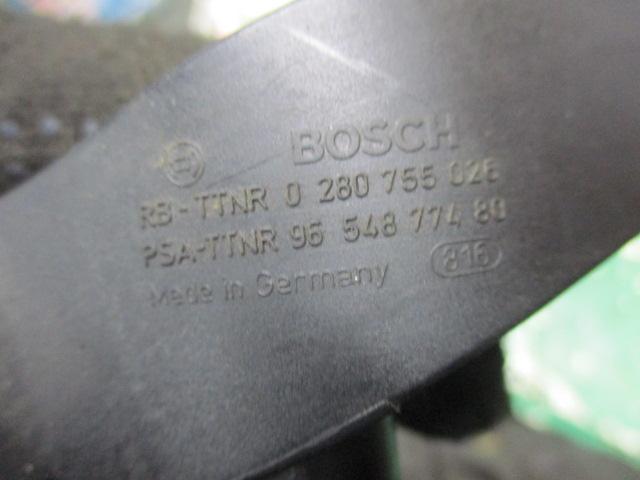 BOSCH
RB-TTNR 0 280 755 026
PSA-TTNR 96 548 774 80
Made in Germany 816